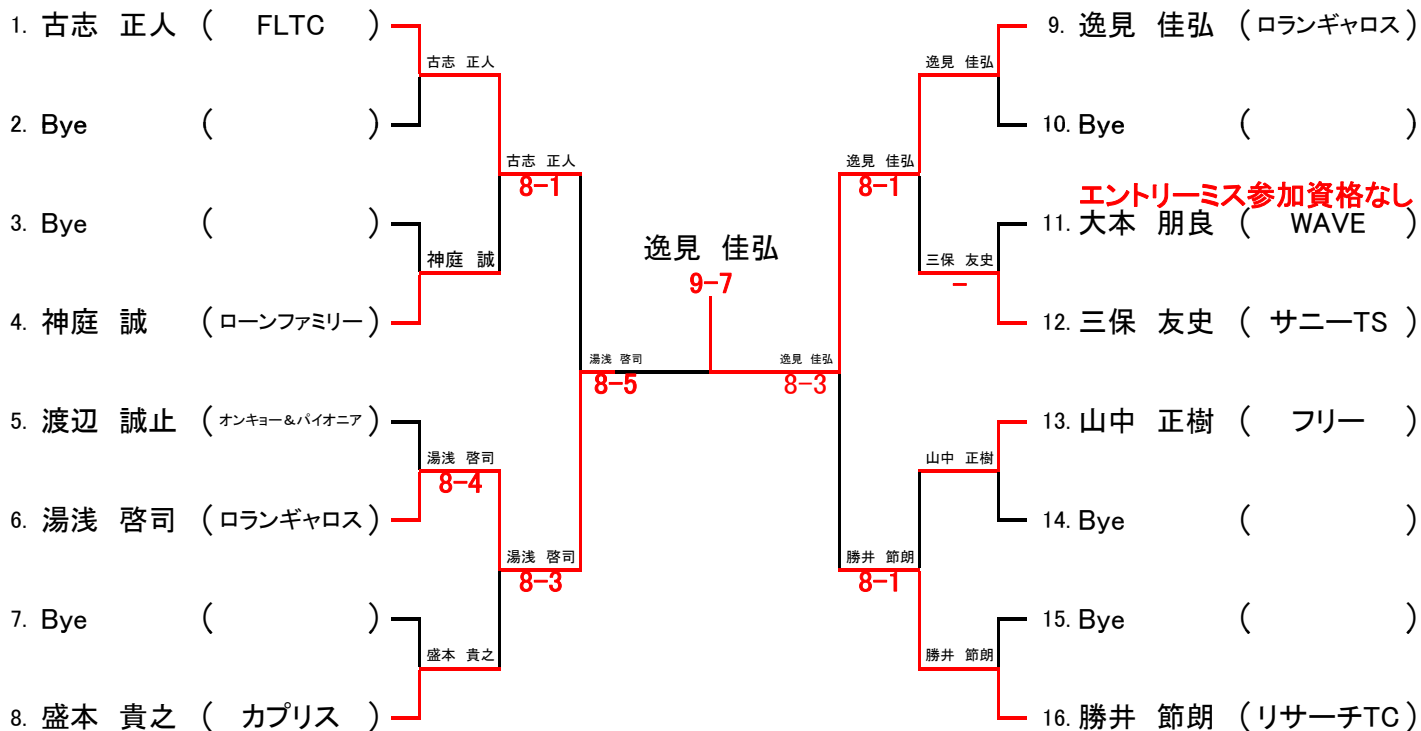 1. 古志 正人 ( FLTC )
2. Bye ( )
3. Bye ( )
4. 神庭 誠 (ローンファミリー)
5. 渡辺 誠止 (オンキョー&パイオニア)
6. 湯浅 啓司 (ロランギャロス)
7. Bye ( )
8. 盛本 貴之 ( カプリス )
古志 正人
神庭 誠
湯浅 啓司
8-4
盛本 貴之
古志 正人
8-1
湯浅 啓司
8-3
湯浅 啓司
8-5
逸見 佳弘
9-7
逸見 佳弘
8-3
逸見 佳弘
8-1
勝井 節朗
8-1
逸見 佳弘
三保 友史
-
山中 正樹
勝井 節朗
9. 逸見 佳弘 (ロランギャロス)
10. Bye ( )
エントリーミス参加資格なし
11. 大本 朋良 ( WAVE )
12. 三保 友史 ( サニーTS )
13. 山中 正樹 ( フリー )
14. Bye ( )
15. Bye ( )
16. 勝井 節朗 (リサーチTC)